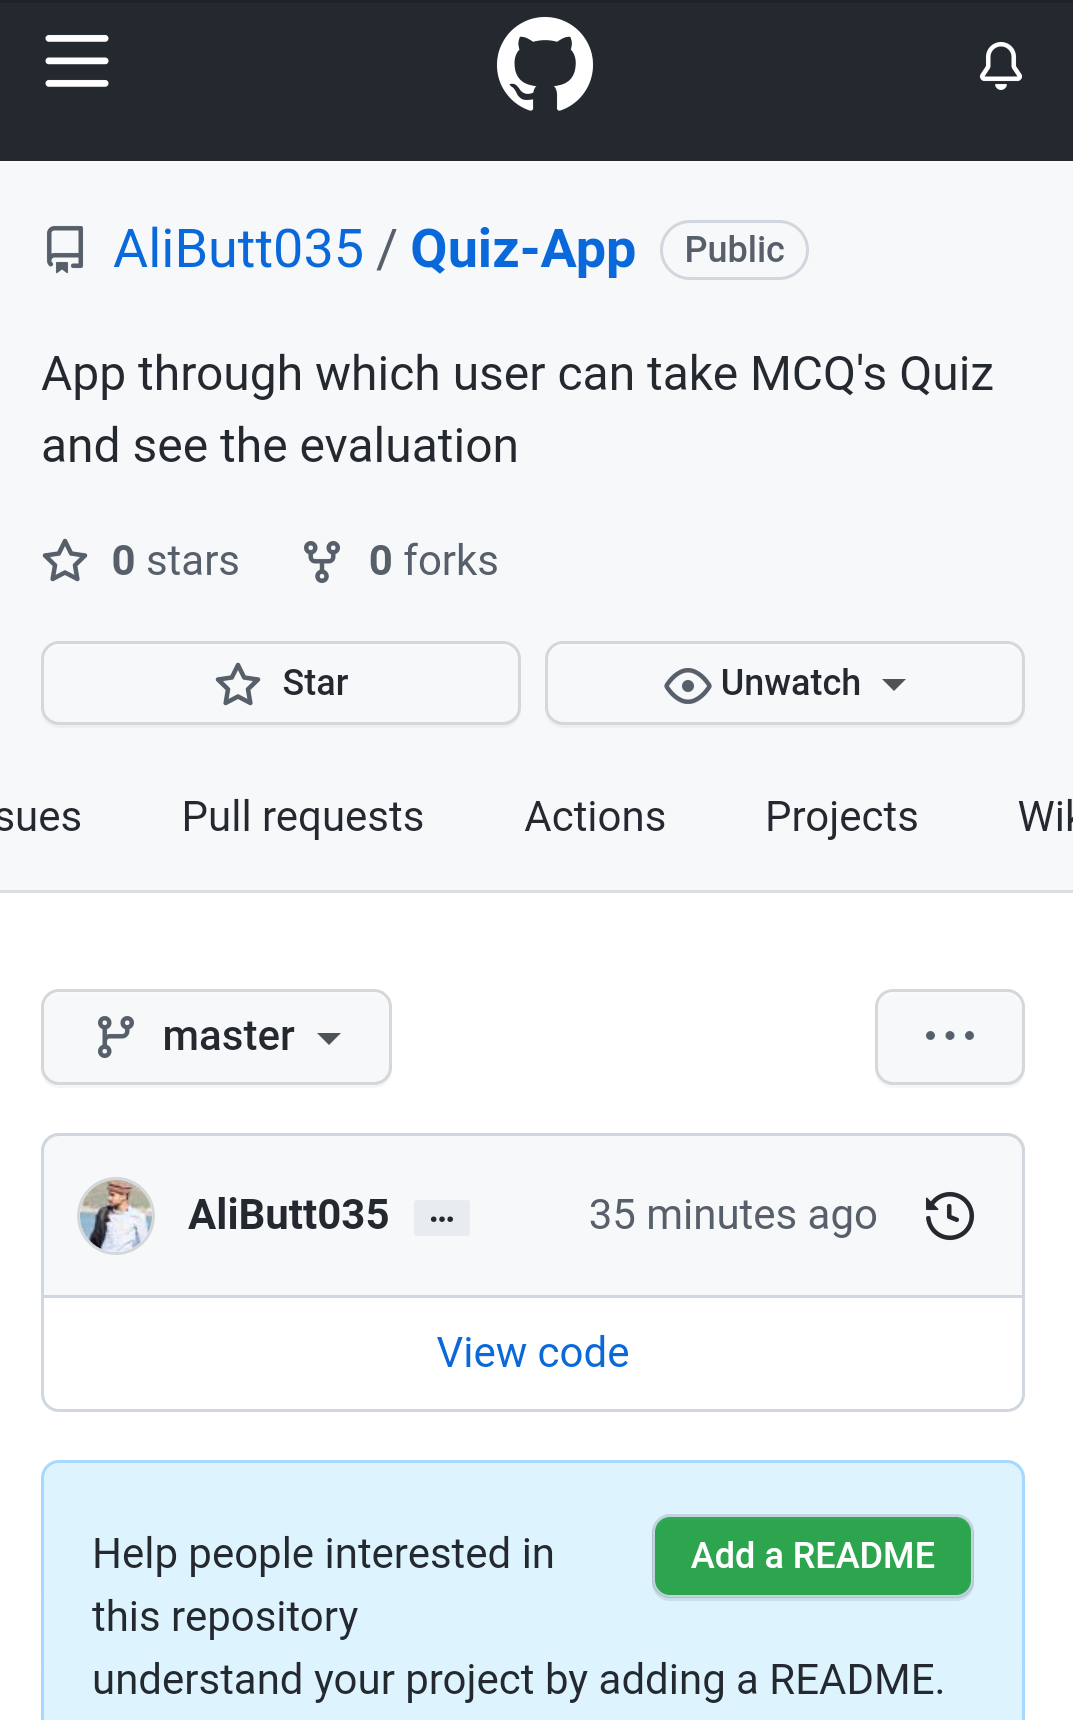 AliButt035 / Quiz-App Public
App through which user can take MCQ's Quiz
and see the evaluation
0 stars 0 forks
Star Unwatch
sues Pull requests Actions Projects Wik
master
AliButt035 ... 35 minutes ago
View code
Help people interested in Add a README
this repository
understand your project by adding a README.